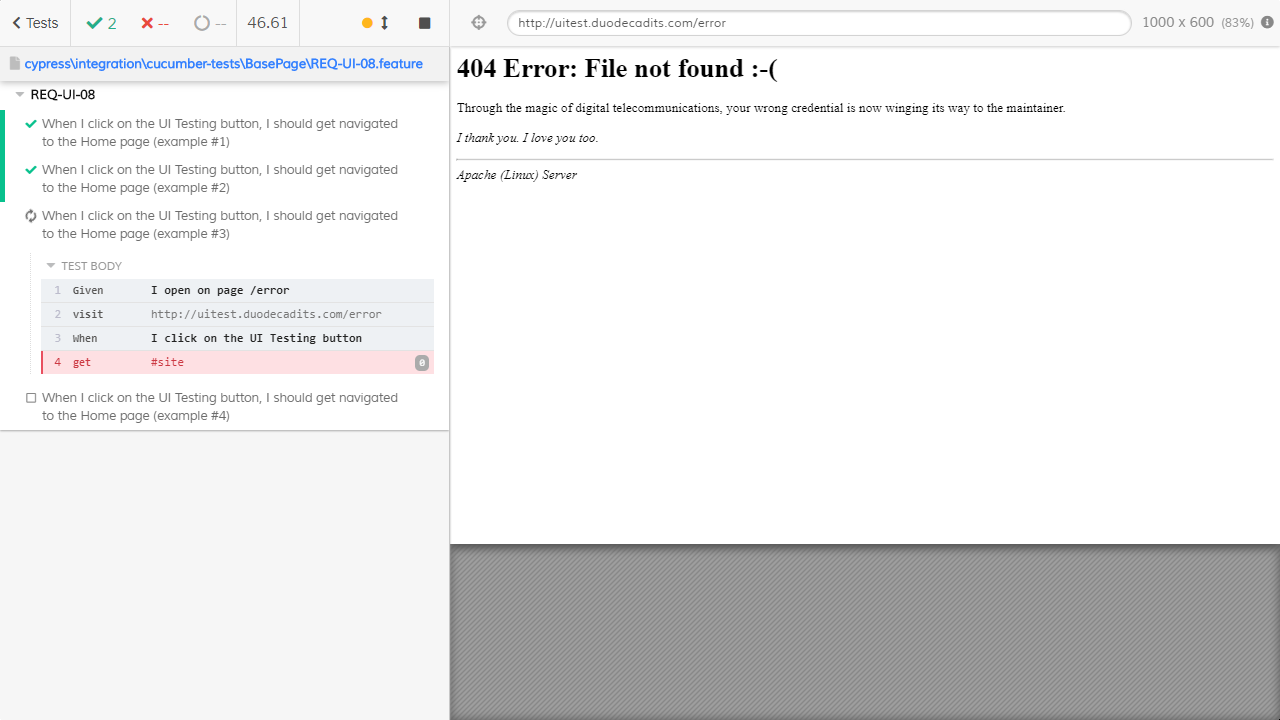 Tests 2 -- -- 46.61
cypress\integration\cucumber-tests\BasePage\REQ-UI-08.feature
REQ-UI-08
When I click on the UI Testing button, I should get navigated
to the Home page (example #1)
When I click on the UI Testing button, I should get navigated
to the Home page (example #2)
When I click on the UI Testing button, I should get navigated
to the Home page (example #3)
TEST BODY
1 Given I open on page /error
2 visit http://uitest.duodecadits.com/error
3 When I click on the UI Testing button
4 get #site 0
When I click on the UI Testing button, I should get navigated
to the Home page (example #4)
http://uitest.duodecadits.com/error 1000 x 600 (83%)
404 Error: File not found :-(
Through the magic of digital telecommunications, your wrong credential is now winging its way to the maintainer.
I thank you. I love you too.
Apache (Linux) Server